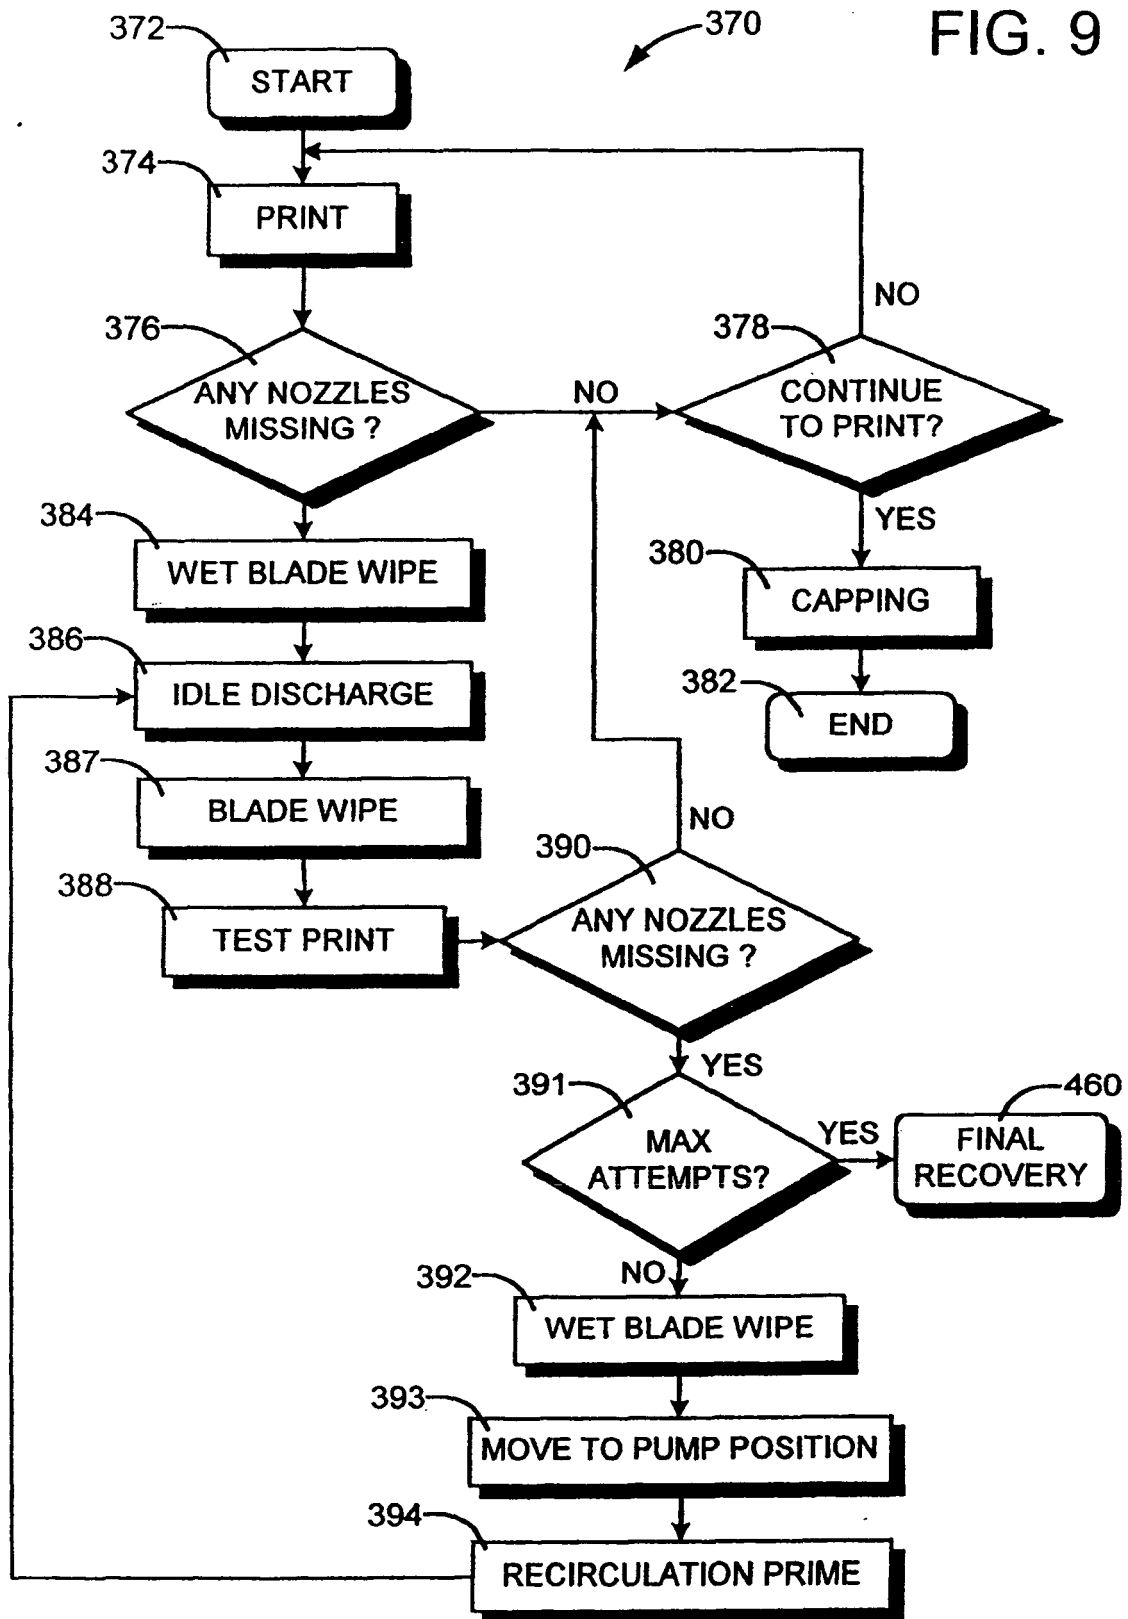 FIG. 9
370
372
START
374
PRINT
376
ANY NOZZLES
MISSING ?
NO
378
CONTINUE
TO PRINT?
NO
YES
380
CAPPING
382
END
384
WET BLADE WIPE
386
IDLE DISCHARGE
387
BLADE WIPE
388
TEST PRINT
390
ANY NOZZLES
MISSING ?
NO
YES
391
MAX
ATTEMPTS?
YES
460
FINAL
RECOVERY
NO
392
WET BLADE WIPE
393
MOVE TO PUMP POSITION
394
RECIRCULATION PRIME